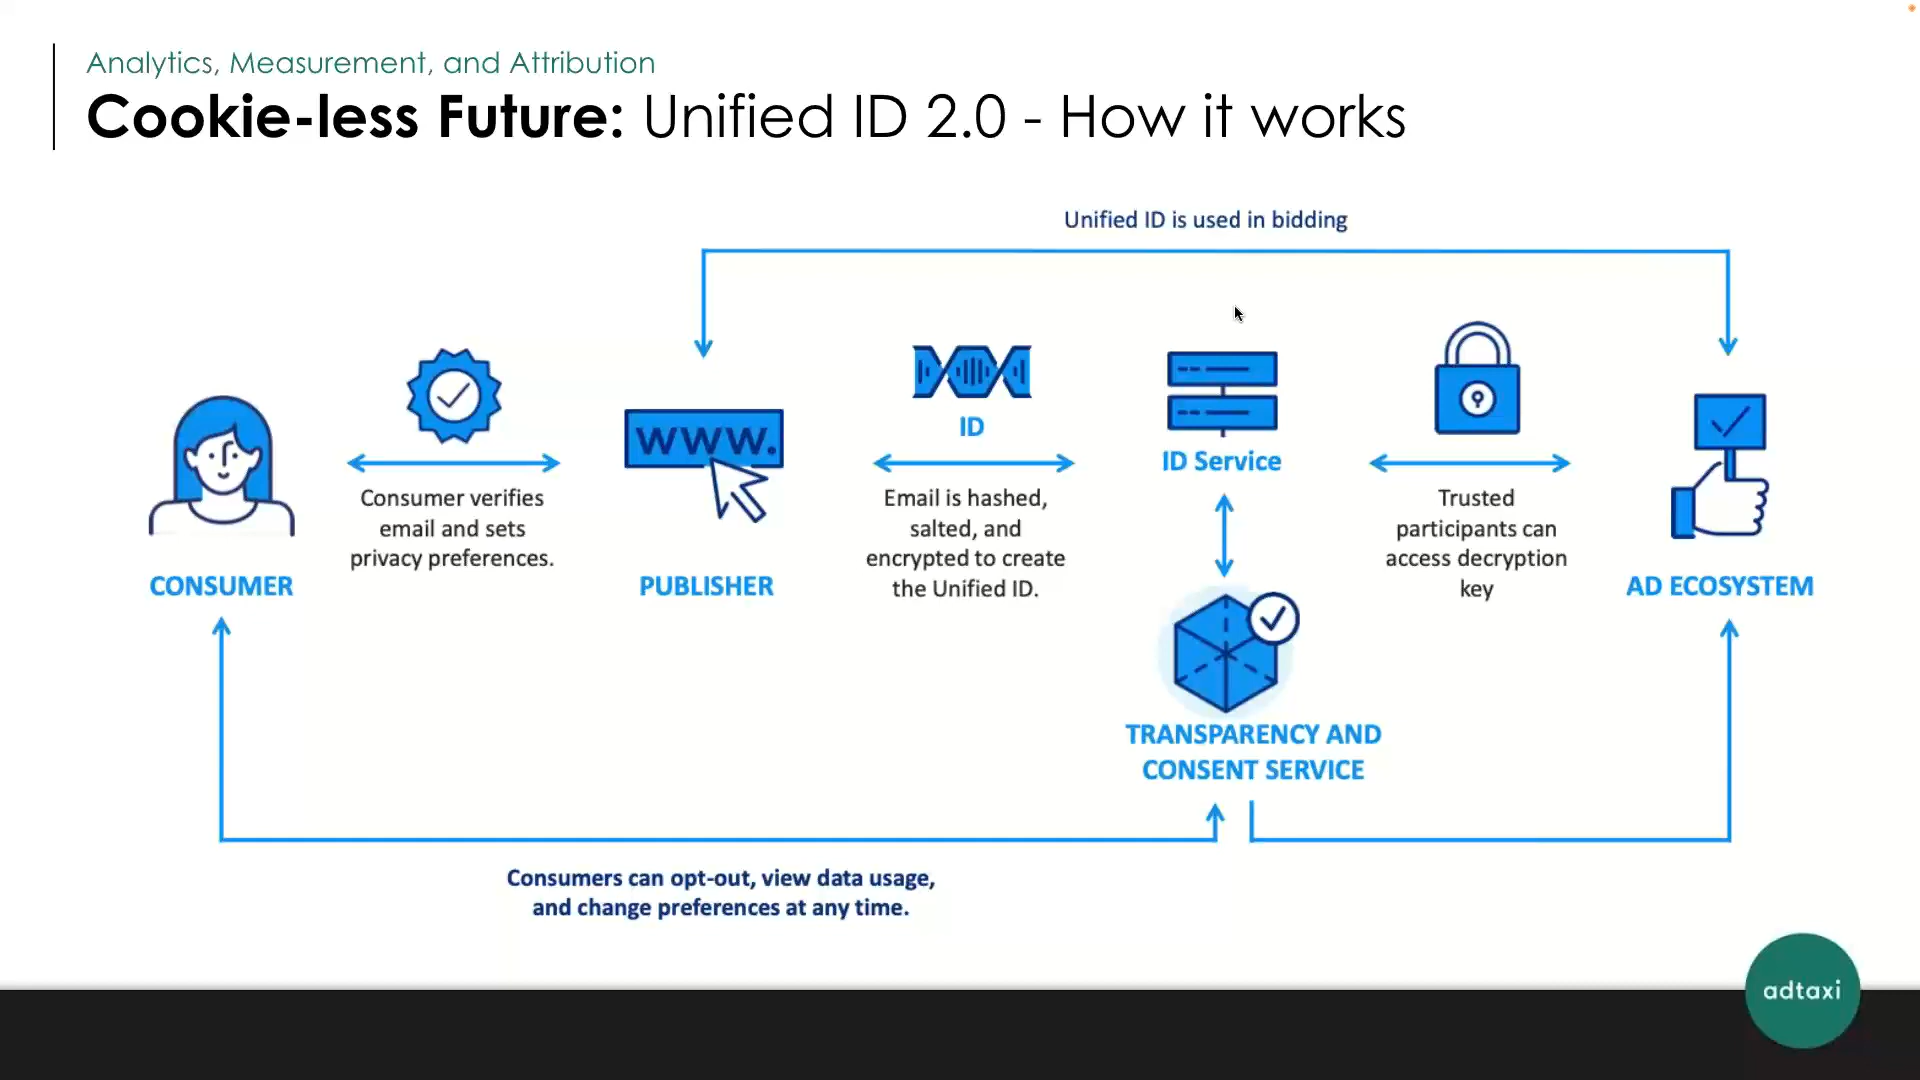 Analytics, Measurement, and Attribution
Cookie-less Future: Unified ID 2.0 - How it works
Unified ID is used in bidding
Consumer verifies
email and sets
privacy preferences.
CONSUMER
www.
PUBLISHER
ID
Email is hashed,
salted, and
encrypted to create
the Unified ID.
ID Service
Trusted
participants can
access decryption
key
AD ECOSYSTEM
TRANSPARENCY AND
CONSENT SERVICE
Consumers can opt-out, view data usage,
and change preferences at any time.
adtaxi